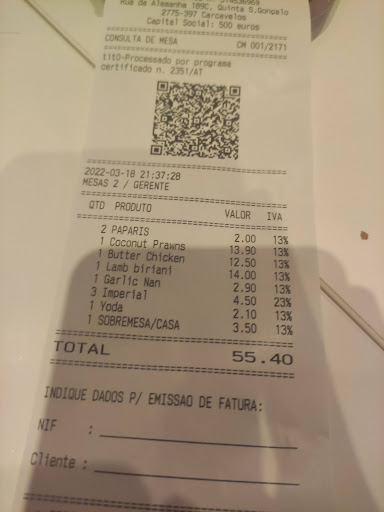 Rua da Alemanha 189C, Quinta S.Gonçalo
2775-397 Carcavelos
Capital Social: 500 euros
CONSULTA DE MESA CM 001/2171
t1tO-Processado por programa
certificado n. 2351/AT
2022-03-18 21:37:28
MESAS 2 / GERENTE
QTD PRODUTO VALOR IVA
2 PAPARIS 2.00 13%
1 Coconut Prawns 13.90 13%
1 Butter Chicken 12.50 13%
1 Lamb biriani 14.00 13%
1 Garlic Nan 2.90 13%
3 Imperial 4.50 23%
1 Yoda 2.10 13%
1 SOBREMESA/CASA 3.50 13%
TOTAL 55.40
INDIQUE DADOS P/ EMISSAO DE FATURA:
NIF :
Cliente :